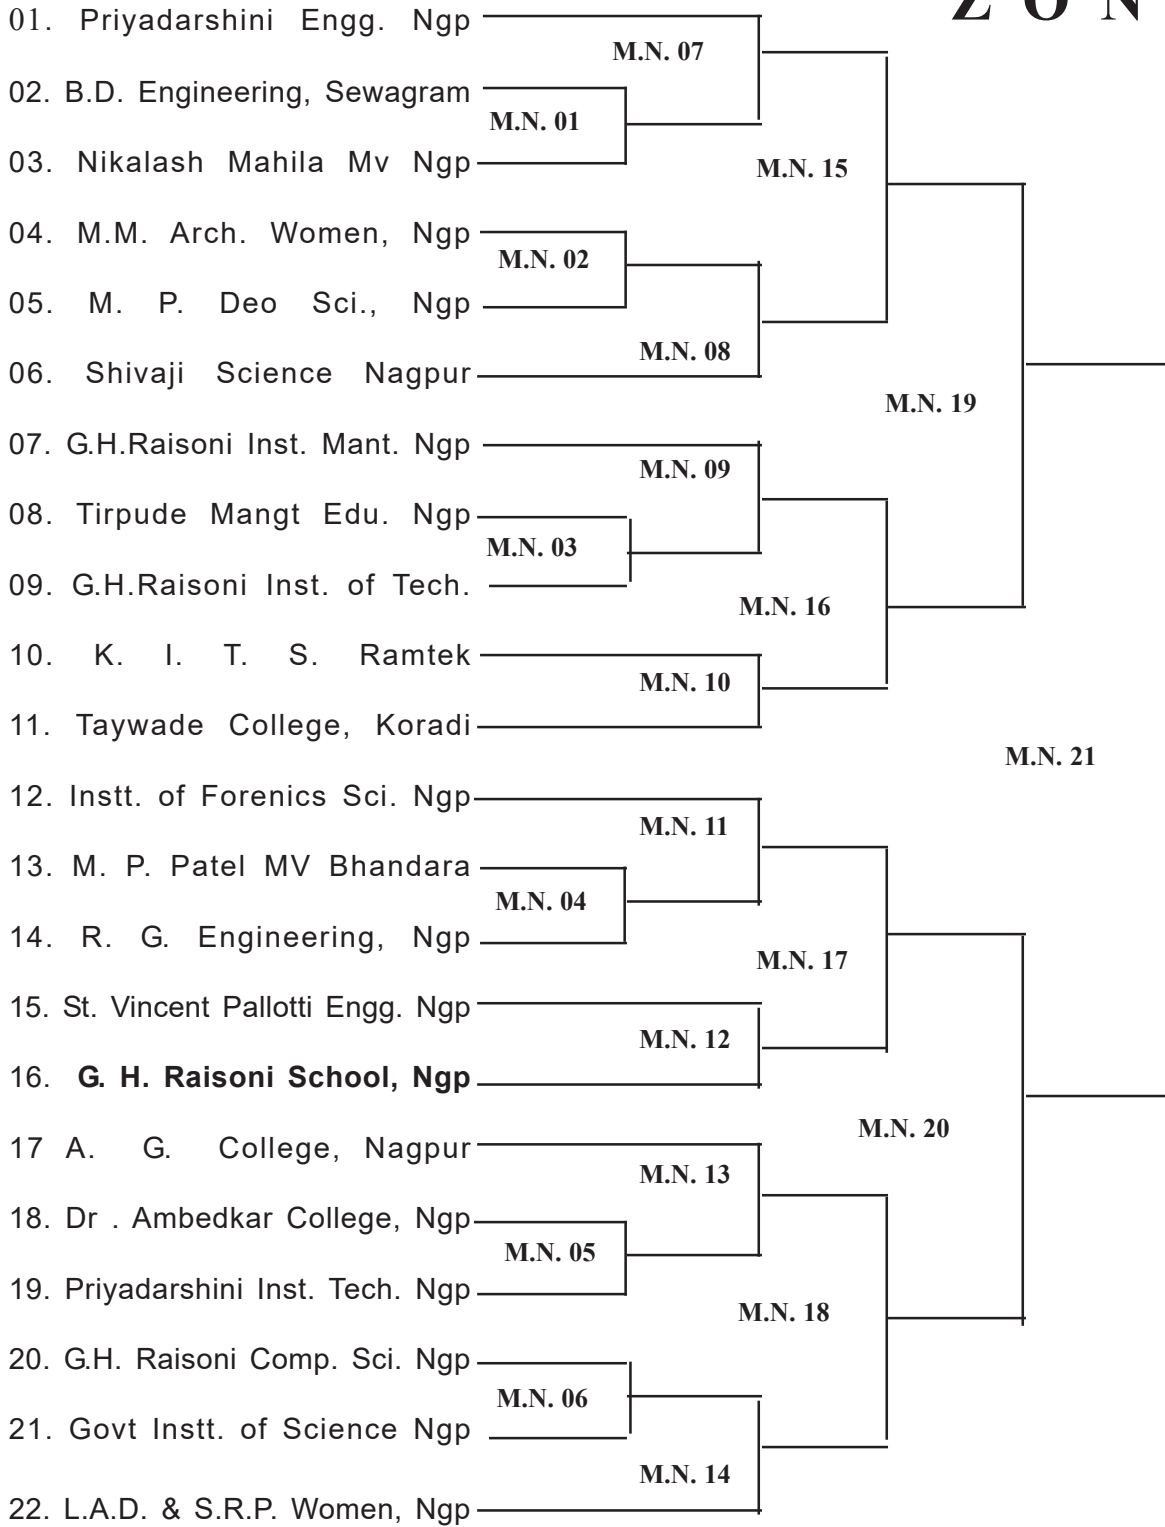 Z O N
01. Priyadarshini Engg. Ngp
M.N. 07
02. B.D. Engineering, Sewagram
M.N. 01
03. Nikalash Mahila Mv Ngp
M.N. 15
04. M.M. Arch. Women, Ngp
M.N. 02
05. M. P. Deo Sci., Ngp
M.N. 08
06. Shivaji Science Nagpur
M.N. 19
07. G.H.Raisoni Inst. Mant. Ngp
M.N. 09
08. Tirpude Mangt Edu. Ngp
M.N. 03
09. G.H.Raisoni Inst. of Tech.
M.N. 16
10. K. I. T. S. Ramtek
M.N. 10
11. Taywade College, Koradi
M.N. 21
12. Instt. of Forenics Sci. Ngp
M.N. 11
13. M. P. Patel MV Bhandara
M.N. 04
14. R. G. Engineering, Ngp
M.N. 17
15. St. Vincent Pallotti Engg. Ngp
M.N. 12
16. G. H. Raisoni School, Ngp
M.N. 20
17 A. G. College, Nagpur
M.N. 13
18. Dr . Ambedkar College, Ngp
M.N. 05
19. Priyadarshini Inst. Tech. Ngp
M.N. 18
20. G.H. Raisoni Comp. Sci. Ngp
M.N. 06
21. Govt Instt. of Science Ngp
M.N. 14
22. L.A.D. & S.R.P. Women, Ngp